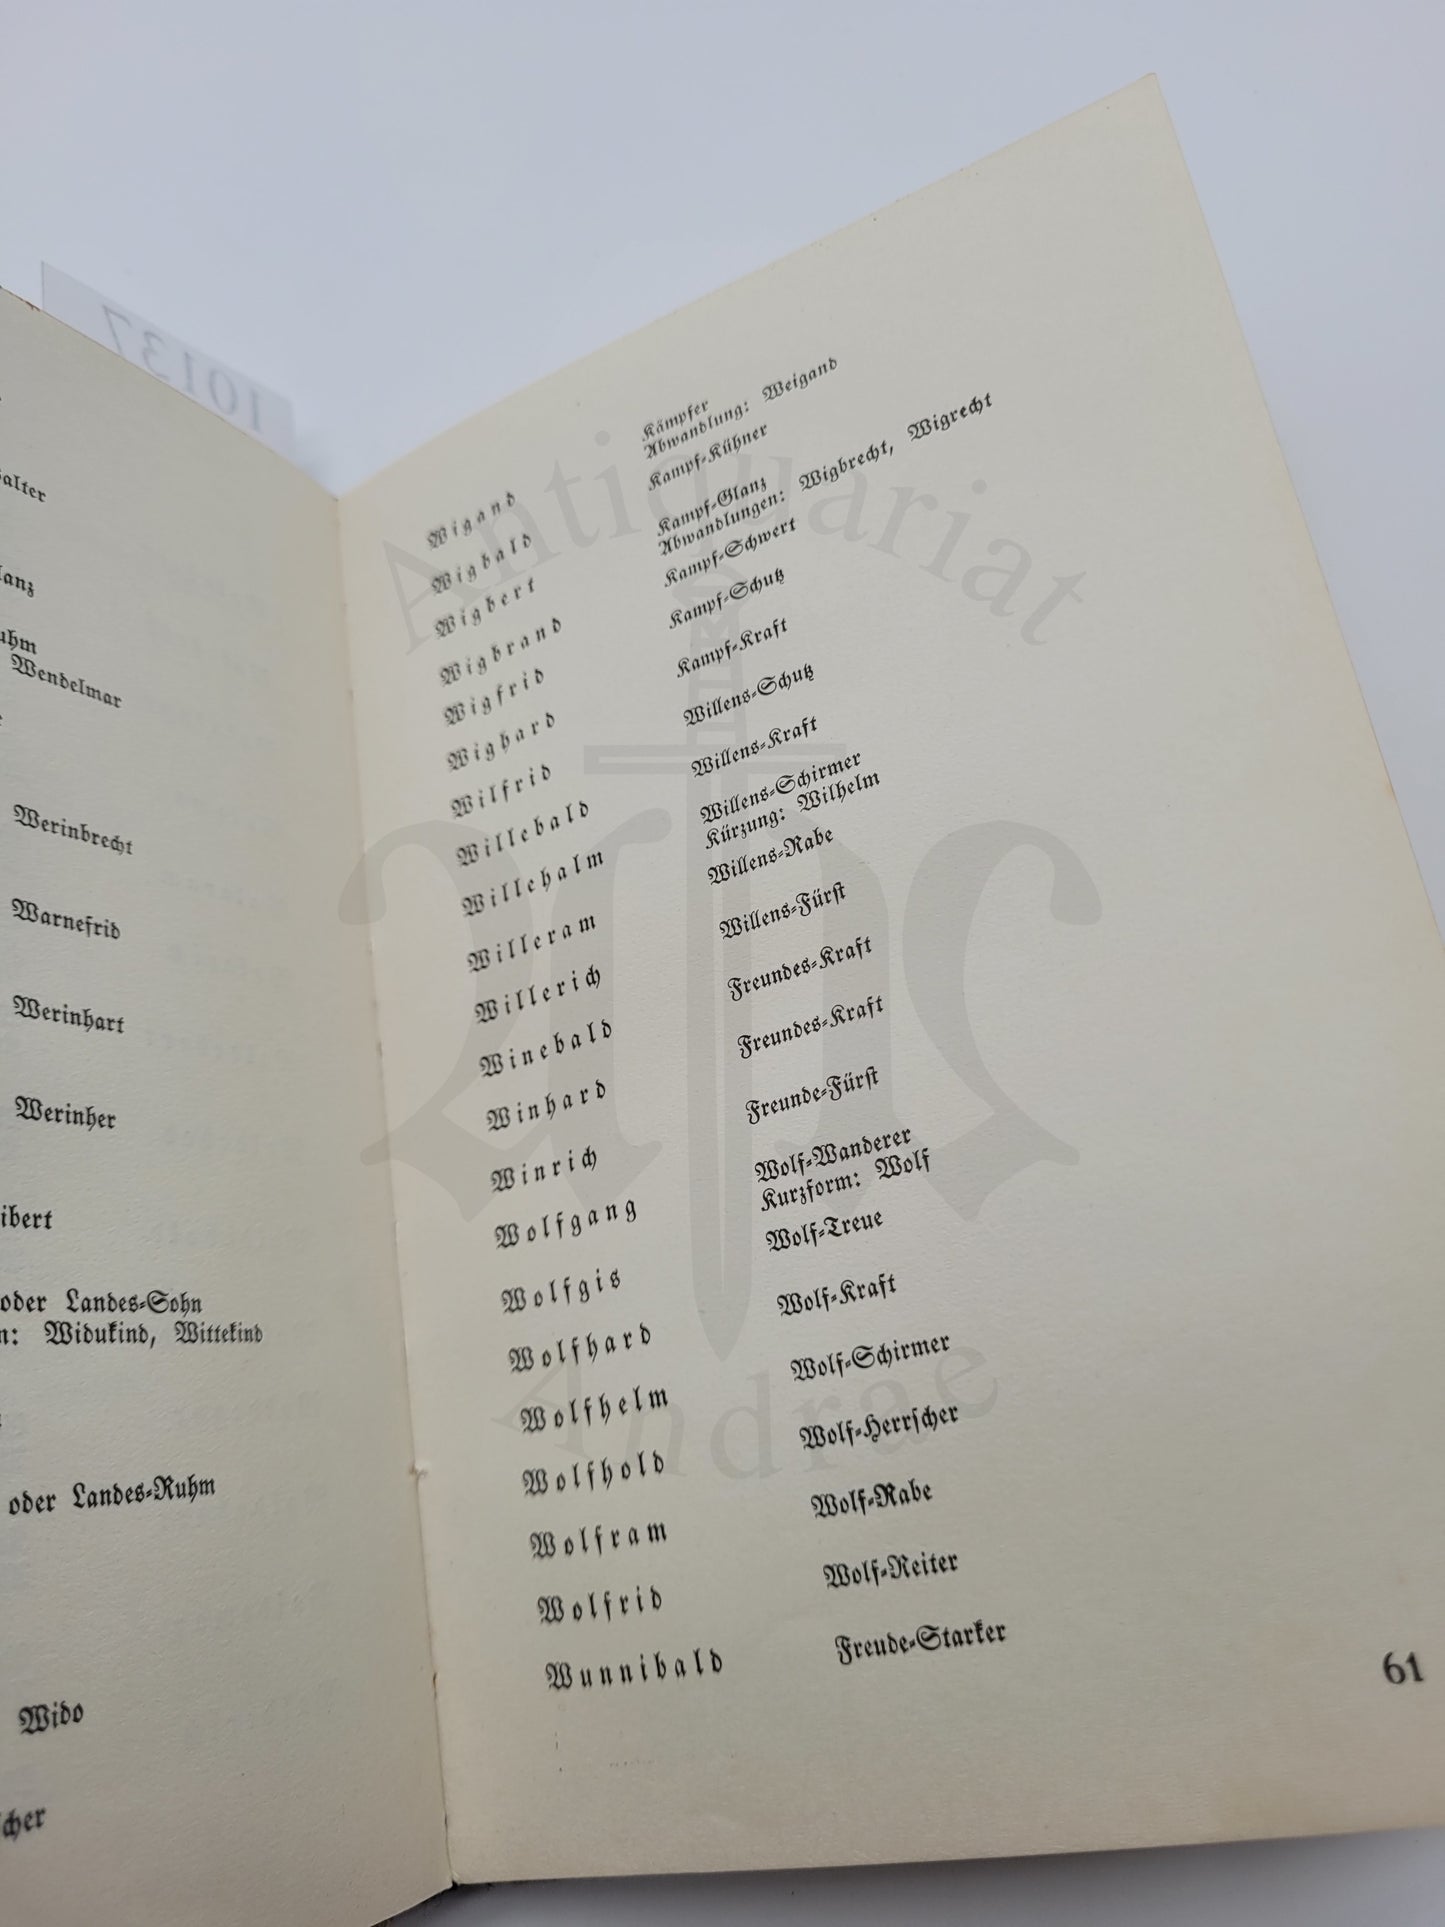 10137
alter
lanz
uhm
Wendelmar
Werinbrecht
Warnefrid
Werinhart
Werinher
ibert
oder Landes-Sohn
n: Widukind, Wittekind
oder Landes-Ruhm
Wido
cher
Wigand Kämpfer
Abwandlung: Weigand
Wigbald Kampf-Kühner
Wigbert Kampf-Glanz
Abwandlungen: Wigbrecht, Wigrecht
Wigbrand Kampf-Schwert
Wigfrid Kampf-Schutz
Wighard Kampf-Kraft
Wilfrid Willens-Schutz
Willebald Willens-Kraft
Willehalm Willens-Schirmer
Kürzung: Wilhelm
Willeram Willens-Rabe
Willerich Willens-Fürst
Winebald Freundes-Kraft
Winhard Freundes-Kraft
Winrich Freunde-Fürst
Wolfgang Wolf-Wanderer
Kurzform: Wolf
Wolfgis Wolf-Treue
Wolfhard Wolf-Kraft
Wolfhelm Wolf-Schirmer
Wolfhold Wolf-Herrscher
Wolfram Wolf-Rabe
Wolfrid Wolf-Reiter
Wunnibald Freude-Starker
61
Antiquariat
Andrae